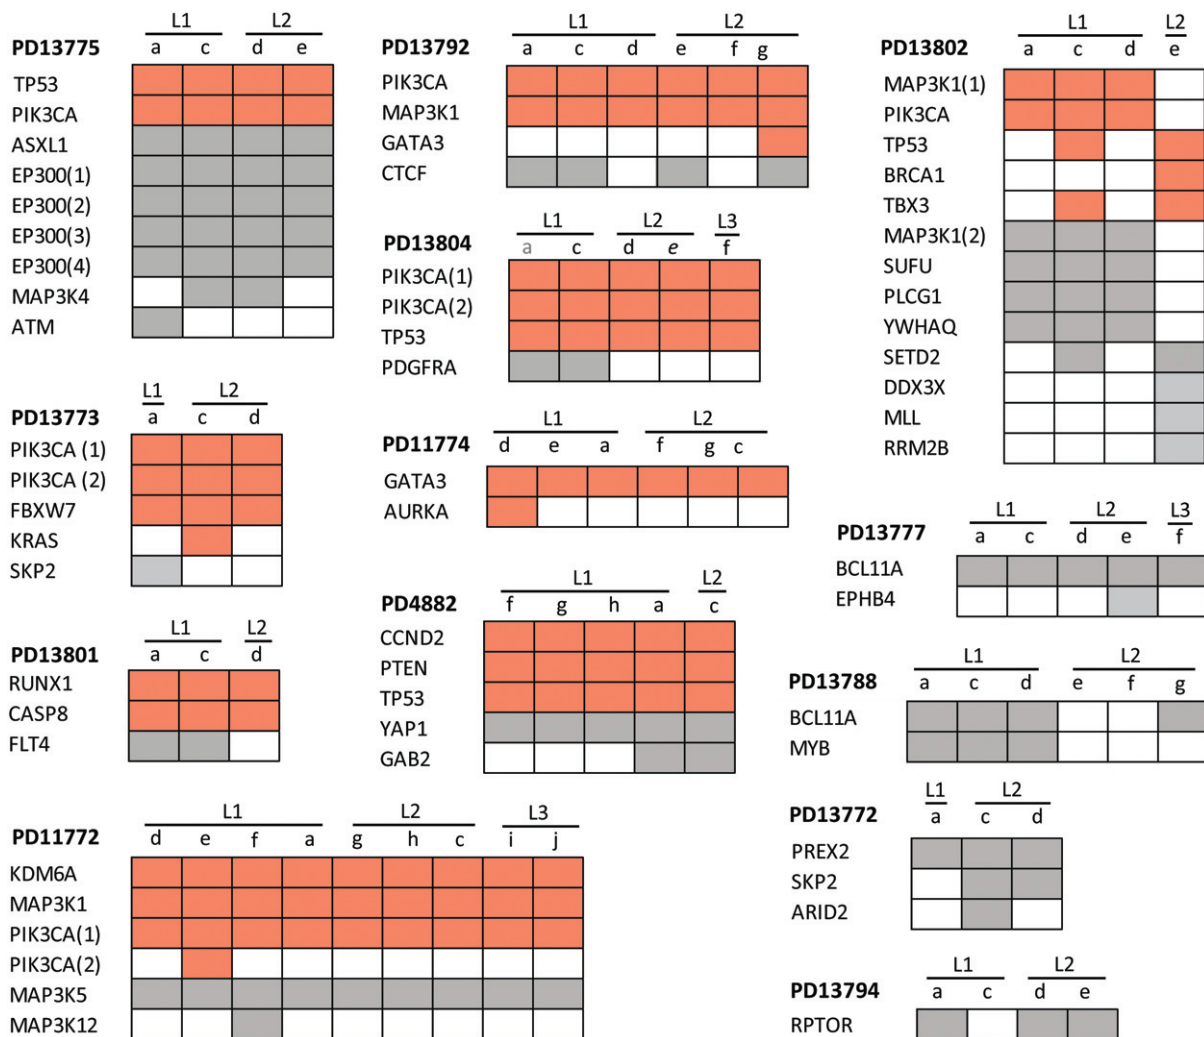 L1 L2
PD13775 a c d e
TP53
PIK3CA
ASXL1
EP300(1)
EP300(2)
EP300(3)
EP300(4)
MAP3K4
ATM
L1 L2
PD13773 a c d
PIK3CA (1)
PIK3CA (2)
FBXW7
KRAS
SKP2
L1 L2
PD13801 a c d
RUNX1
CASP8
FLT4
L1 L2 L3
PD11772 d e f a g h c i j
KDM6A
MAP3K1
PIK3CA(1)
PIK3CA(2)
MAP3K5
MAP3K12
L1 L2
PD13792 a c d e f g
PIK3CA
MAP3K1
GATA3
CTCF
L1 L2 L3
PD13804 a c d e f
PIK3CA(1)
PIK3CA(2)
TP53
PDGFRA
L1 L2
PD11774 d e a f g c
GATA3
AURKA
L1 L2
PD4882 f g h a c
CCND2
PTEN
TP53
YAP1
GAB2
L1 L2
PD13802 a c d e
MAP3K1(1)
PIK3CA
TP53
BRCA1
TBX3
MAP3K1(2)
SUFU
PLCG1
YWHAQ
SETD2
DDX3X
MLL
RRM2B
L1 L2 L3
PD13777 a c d e f
BCL11A
EPHB4
L1 L2
PD13788 a c d e f g
BCL11A
MYB
L1 L2
PD13772 a c d
PREX2
SKP2
ARID2
L1 L2
PD13794 a c d e
RPTOR